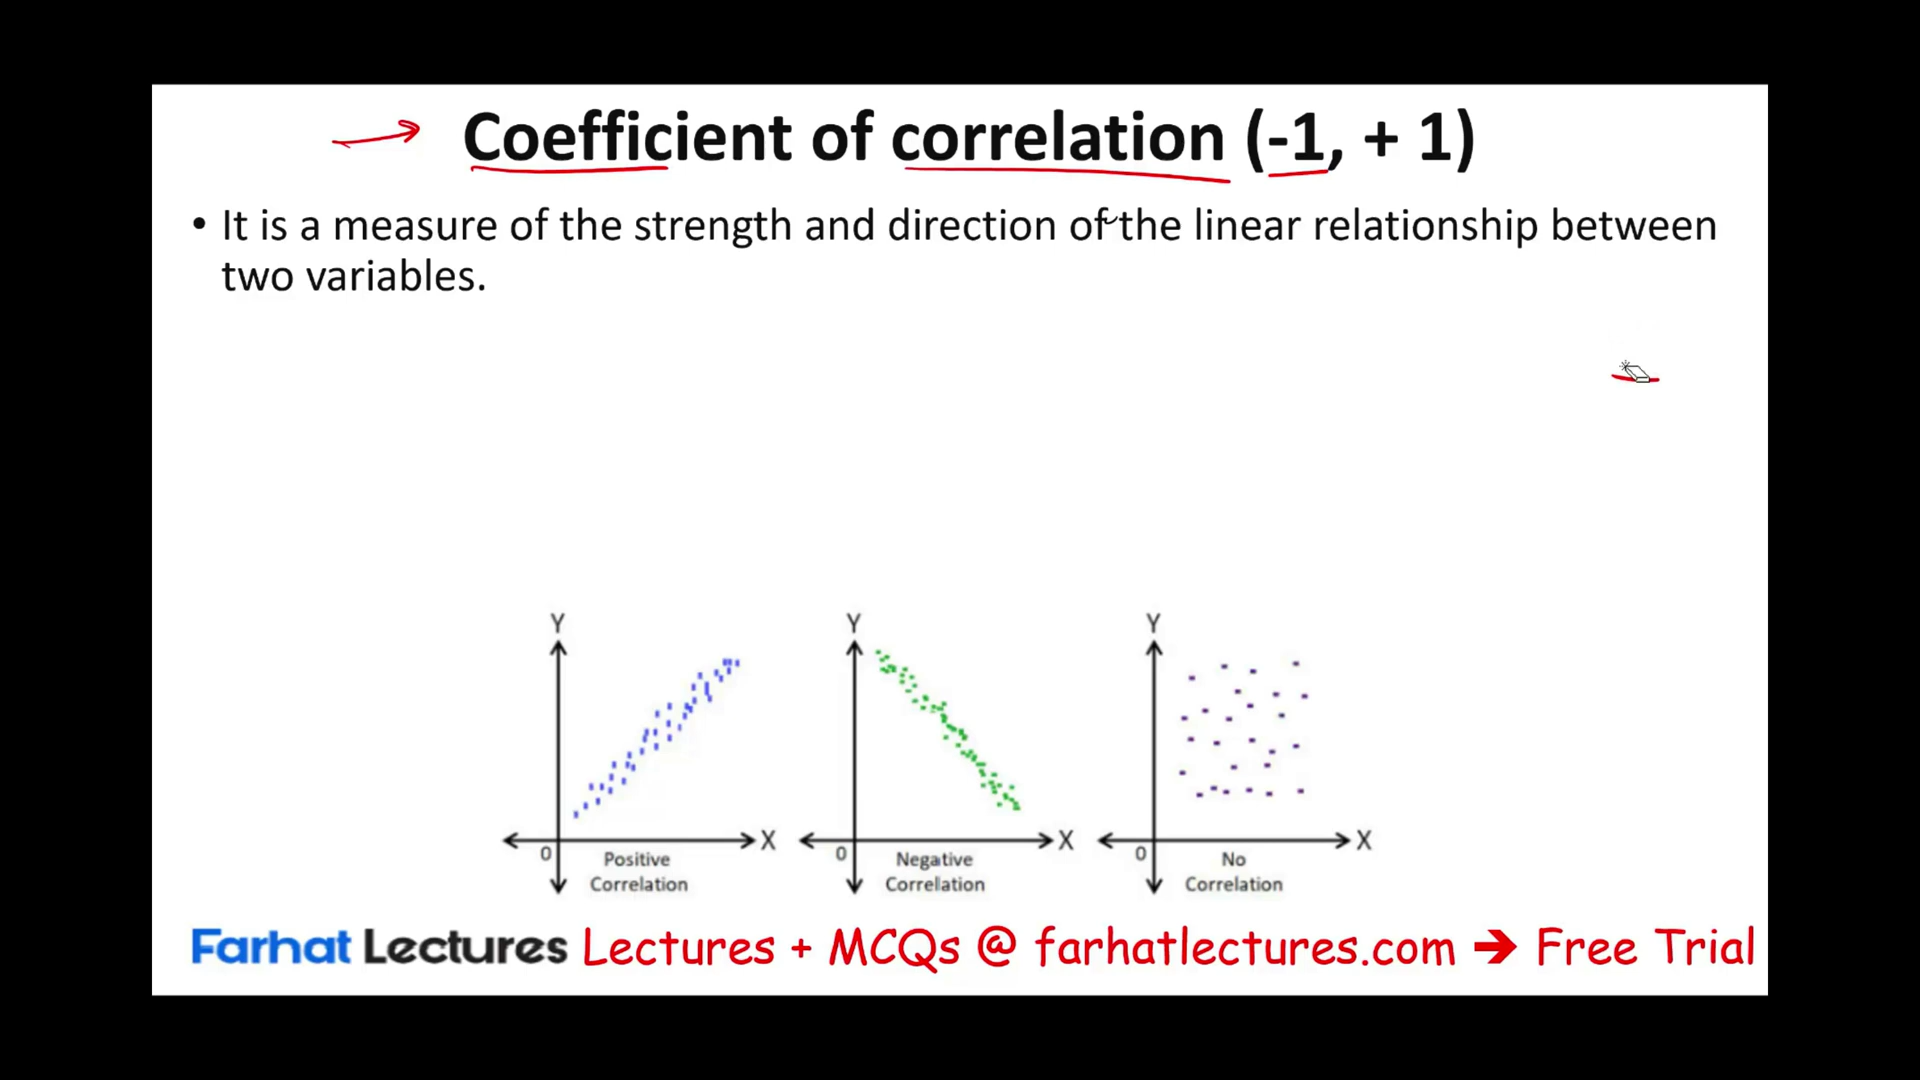 Coefficient of correlation (-1, + 1)
• It is a measure of the strength and direction of the linear relationship between
two variables.
Y
X
0
Positive
Correlation
Y
X
0
Negative
Correlation
Y
X
0
No
Correlation
Farhat Lectures Lectures + MCQs @ farhatlectures.com ➔ Free Trial